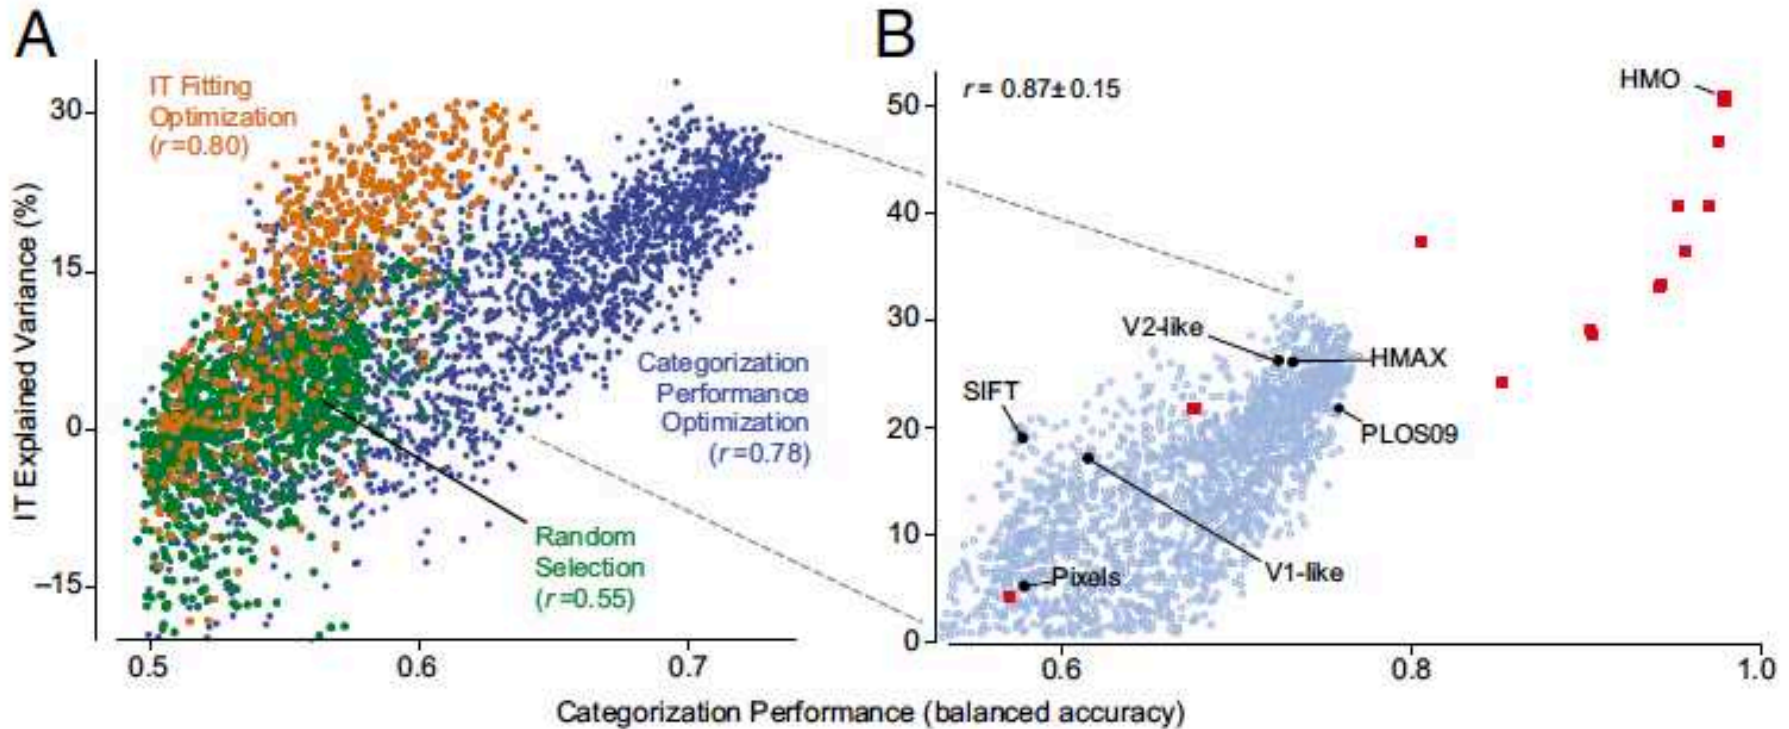 A
IT Fitting
Optimization
(r=0.80)
30
15
0
−15
IT Explained Variance (%)
Categorization
Performance
Optimization
(r=0.78)
Random
Selection
(r=0.55)
0.5
0.6
0.7
B
r= 0.87±0.15
HMO
50
40
30
20
10
0
V2-like
HMAX
SIFT
PLOS09
V1-like
Pixels
0.6
0.8
1.0
Categorization Performance (balanced accuracy)